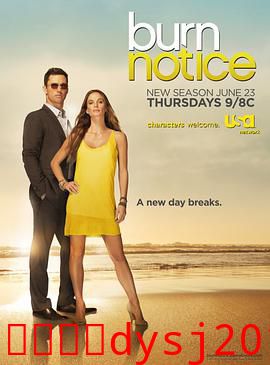 burn
notice
NEW SEASON JUNE 23
THURSDAYS 9/8C
characters welcome. usa
network
A new day breaks.
□□□□dysj20